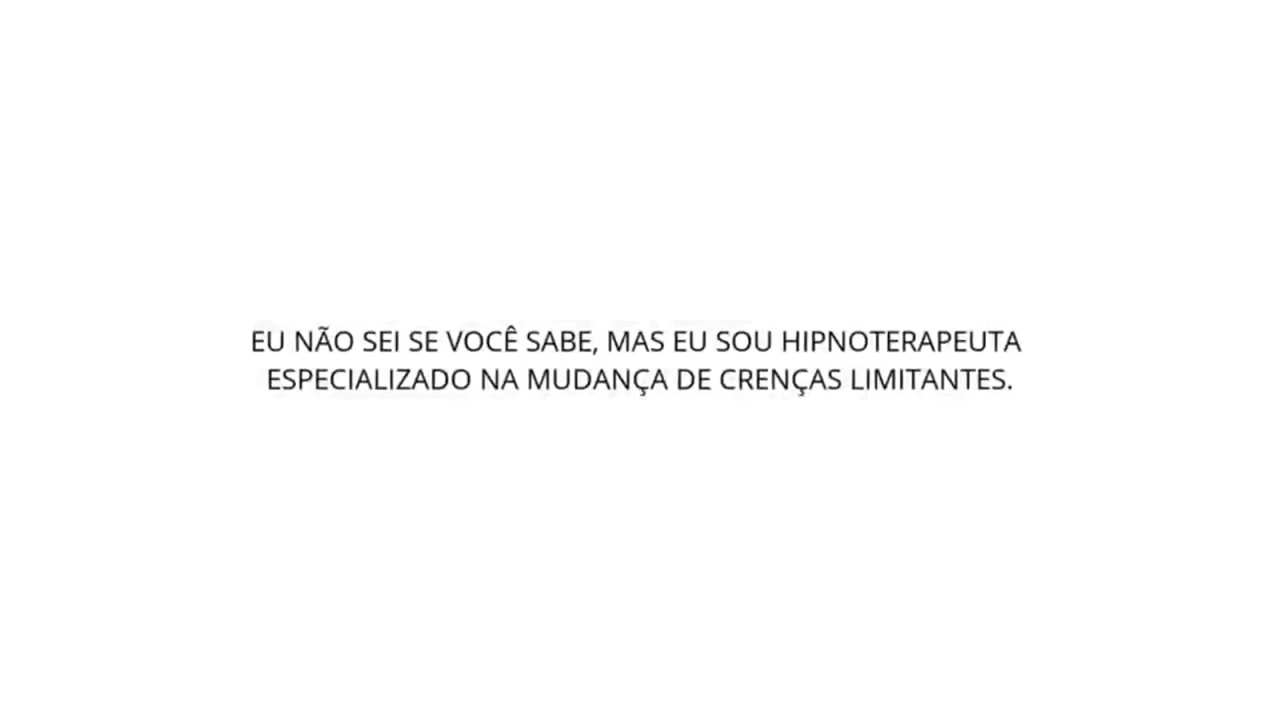 EU NÃO SEI SE VOCÊ SABE, MAS EU SOU HIPNOTERAPEUTA
ESPECIALIZADO NA MUDANÇA DE CRENÇAS LIMITANTES.